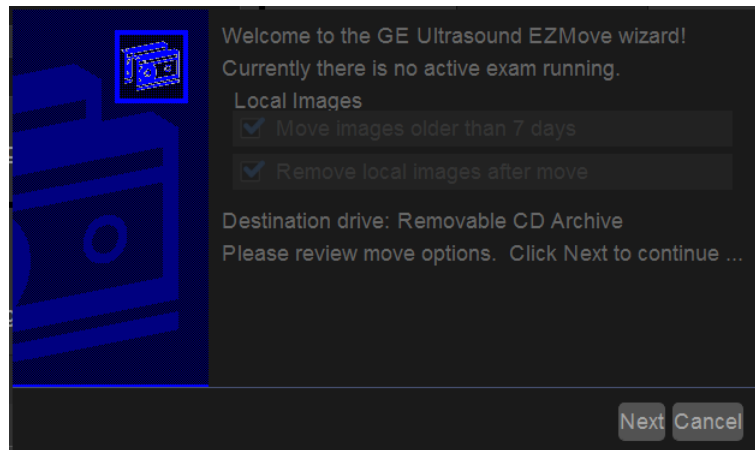 Welcome to the GE Ultrasound EZMove wizard!
Currently there is no active exam running.
Local Images
Move images older than 7 days
Remove local images after move
Destination drive: Removable CD Archive
Please review move options.  Click Next to continue ...
Next
Cancel